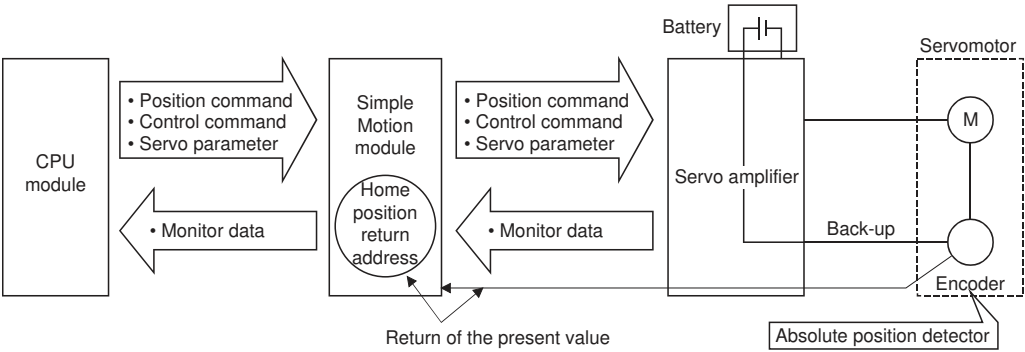 Battery
Servomotor
CPU
module
• Position command
• Control command
• Servo parameter
• Monitor data
Simple
Motion
module
Home
position
return
address
• Position command
• Control command
• Servo parameter
• Monitor data
Servo amplifier
M
Back-up
Encoder
Return of the present value
Absolute position detector